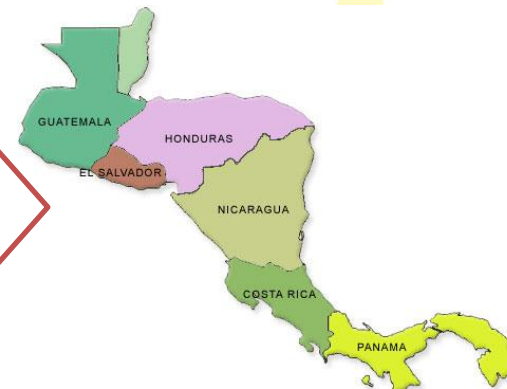 GUATEMALA
HONDURAS
EL SALVADOR
NICARAGUA
COSTA RICA
PANAMA